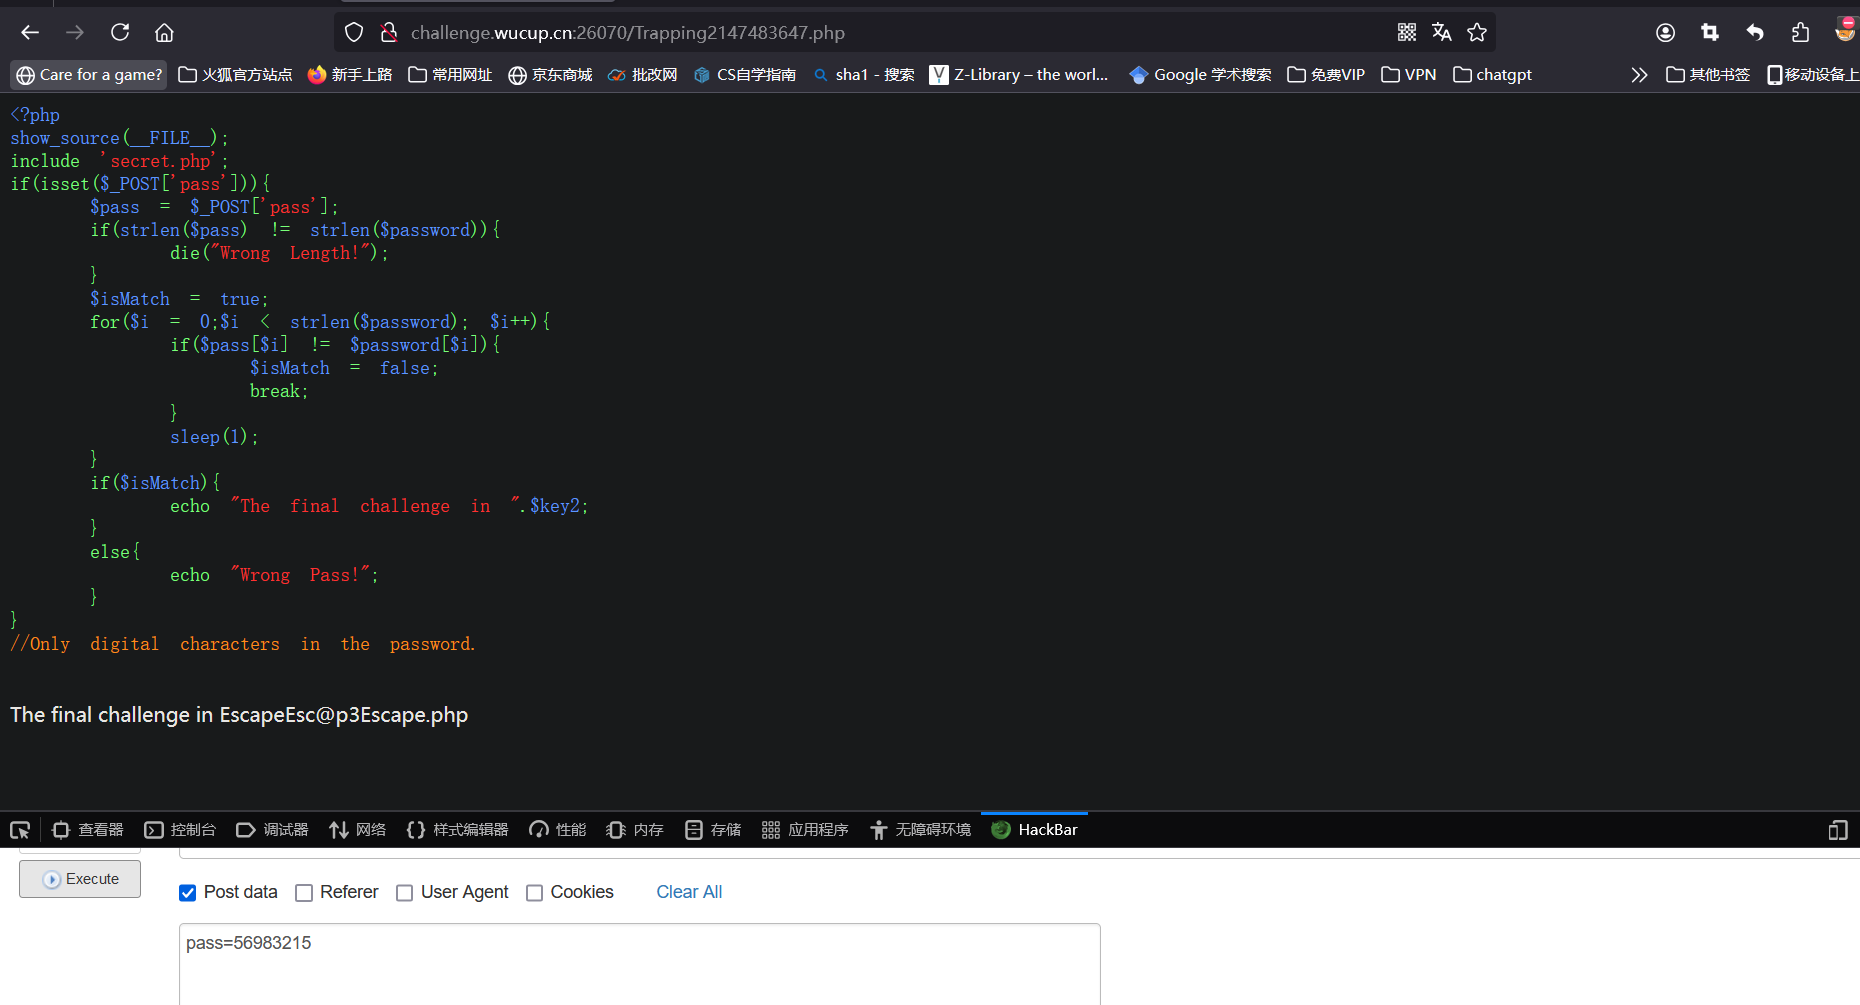 challenge.wucup.cn:26070/Trapping2147483647.php
Care for a game? 火狐官方站点 新手上路 常用网址 京东商城 批改网 CS自学指南 sha1 - 搜索 Z-Library – the worl... Google 学术搜索 免费VIP VPN chatgpt 其他书签 移动设备上
<?php
show_source(__FILE__);
include 'secret.php';
if(isset($_POST['pass'])){
$pass = $_POST['pass'];
if(strlen($pass) != strlen($password)){
die("Wrong Length!");
}
$isMatch = true;
for($i = 0;$i < strlen($password); $i++){
if($pass[$i] != $password[$i]){
$isMatch = false;
break;
}
sleep(1);
}
if($isMatch){
echo "The final challenge in ".$key2;
}
else{
echo "Wrong Pass!";
}
}
//Only digital characters in the password.
The final challenge in EscapeEsc@p3Escape.php
查看器 控制台 调试器 网络 样式编辑器 性能 内存 存储 应用程序 无障碍环境 HackBar
Execute
Post data Referer User Agent Cookies Clear All
pass=56983215